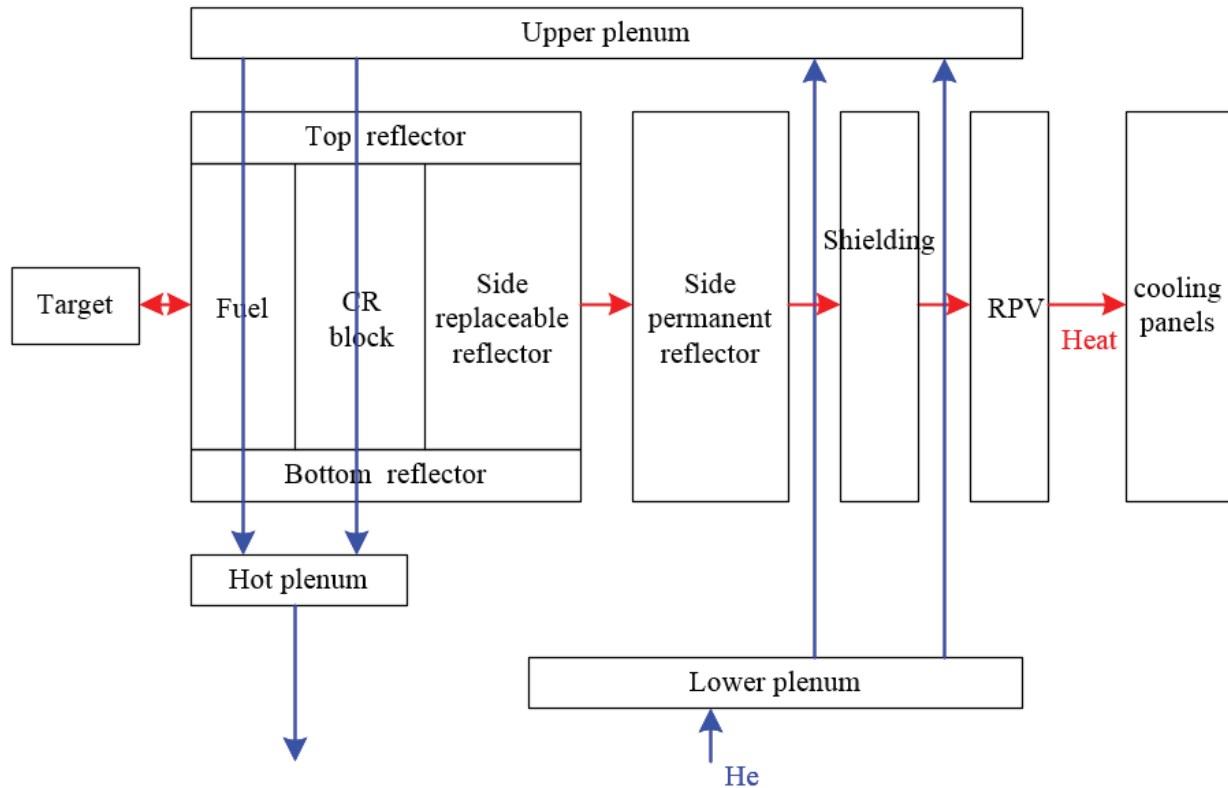 Upper plenum
Top reflector
Target
Fuel
CR
block
Side
replaceable
reflector
Side
permanent
reflector
Shielding
RPV
Heat
cooling
panels
Bottom reflector
Hot plenum
Lower plenum
He